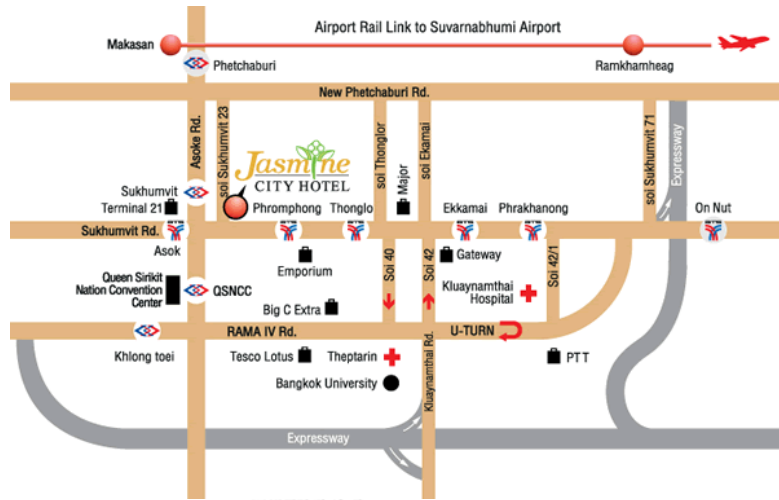 Airport Rail Link to Suvarnabhumi Airport
Makasan
Ramkhamheag
Phetchaburi
New Phetchaburi Rd.
Asoke Rd.
soi Sukhumvit 23
soi Thonglor
Major
soi Ekamai
soi Sukhumvit 71
Expressway
Jasmine
CITY HOTEL
Sukhumvit
Terminal 21
Phromphong
Thonglo
Ekkamai
Phrakhanong
On Nut
Sukhumvit Rd.
Asok
Emporium
Soi 40
Soi 42
Gateway
Soi 42/1
Queen Sirikit
Nation Convention
Center
QSNCC
Kluaynamthai
Hospital
Big C Extra
RAMA IV Rd.
U-TURN
Khlong toei
Tesco Lotus
Theptarin
Kluaynamthai Rd.
PTT
Bangkok University
Expressway